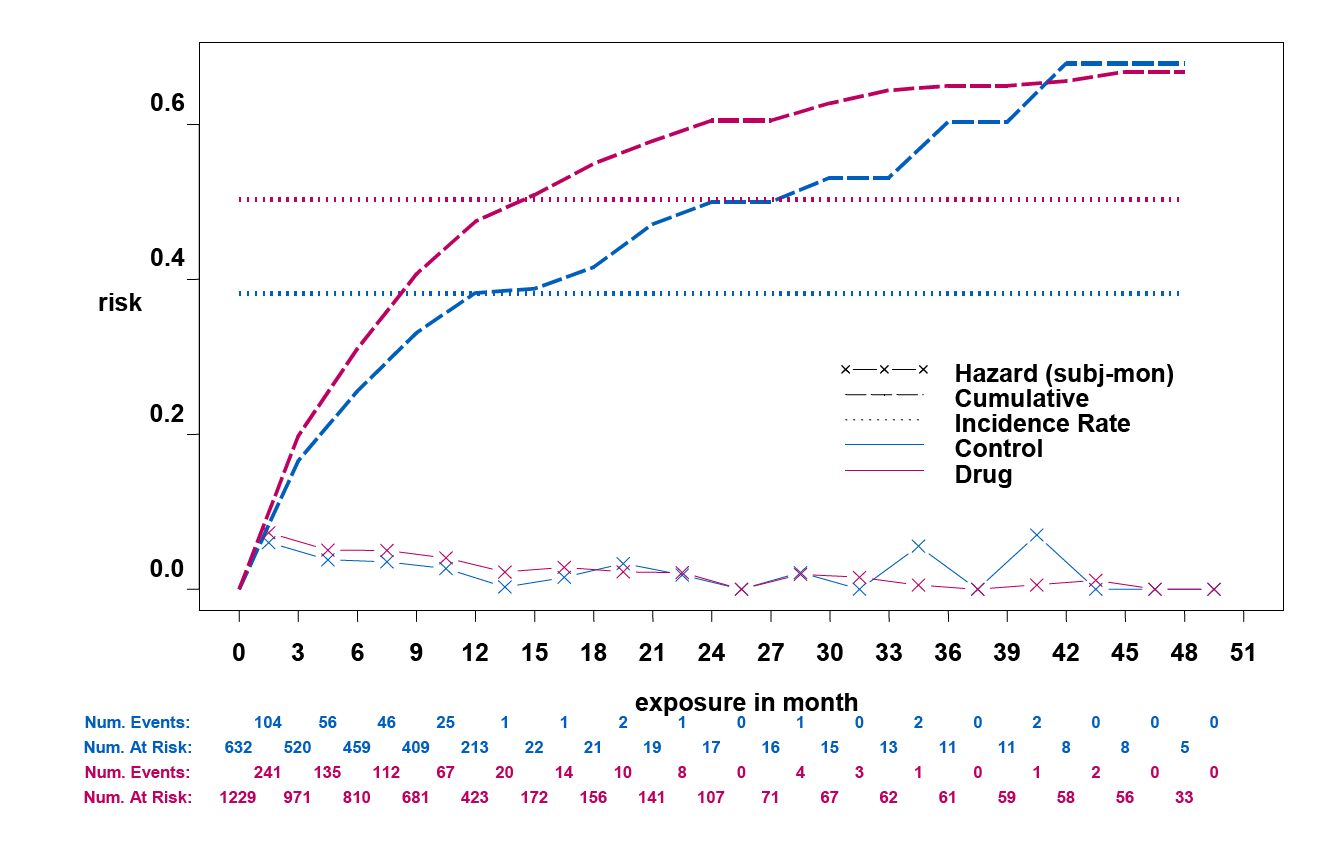 0.6
0.4
risk
0.2
0.0
Hazard (subj-mon)
Cumulative
Incidence Rate
Control
Drug
0 3 6 9 12 15 18 21 24 27 30 33 36 39 42 45 48 51
exposure in month
Num. Events: 104 56 46 25 1 1 2 1 0 1 0 2 0 2 0 0 0
Num. At Risk: 632 520 459 409 213 22 21 19 17 16 15 13 11 11 8 8 5
Num. Events: 241 135 112 67 20 14 10 8 0 4 3 1 0 1 2 0 0
Num. At Risk: 1229 971 810 681 423 172 156 141 107 71 67 62 61 59 58 56 33